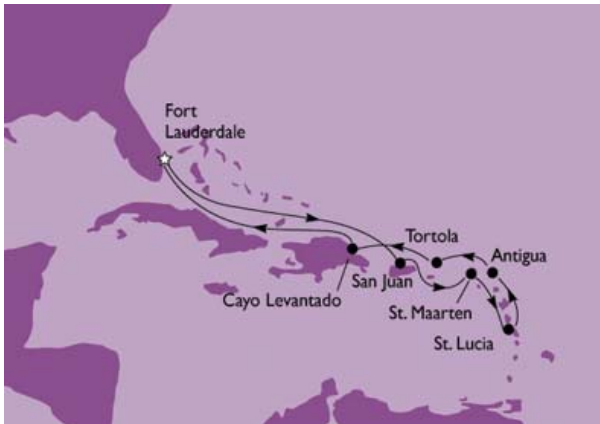 Fort
Lauderdale
Tortola
Antigua
San Juan
Cayo Levantado
St. Maarten
St. Lucia